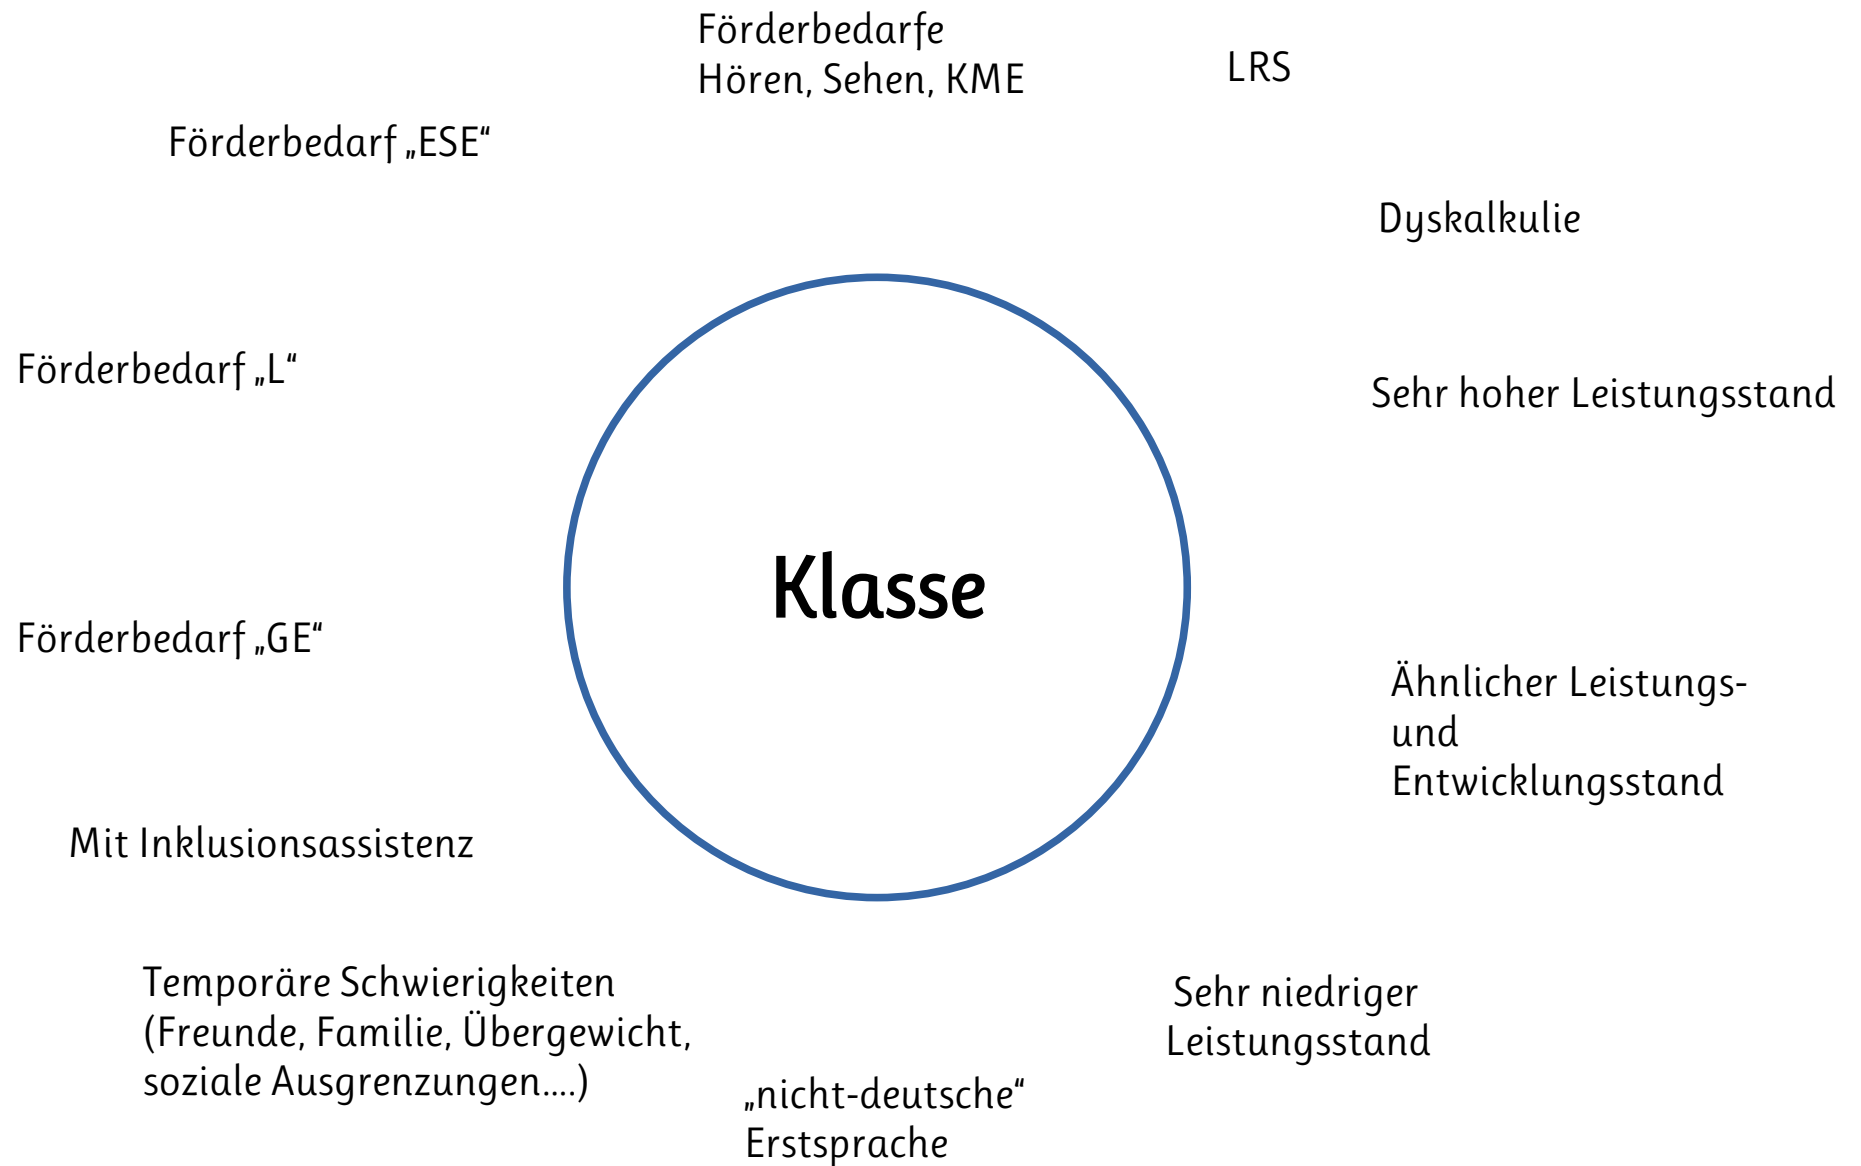 Förderbedarfe
Hören, Sehen, KME
LRS
Förderbedarf „ESE“
Dyskalkulie
Förderbedarf „L“
Sehr hoher Leistungsstand
Klasse
Förderbedarf „GE“
Ähnlicher Leistungs-
und
Entwicklungsstand
Mit Inklusionsassistenz
Temporäre Schwierigkeiten
(Freunde, Familie, Übergewicht,
soziale Ausgrenzungen....)
Sehr niedriger
Leistungsstand
„nicht-deutsche“
Erstsprache